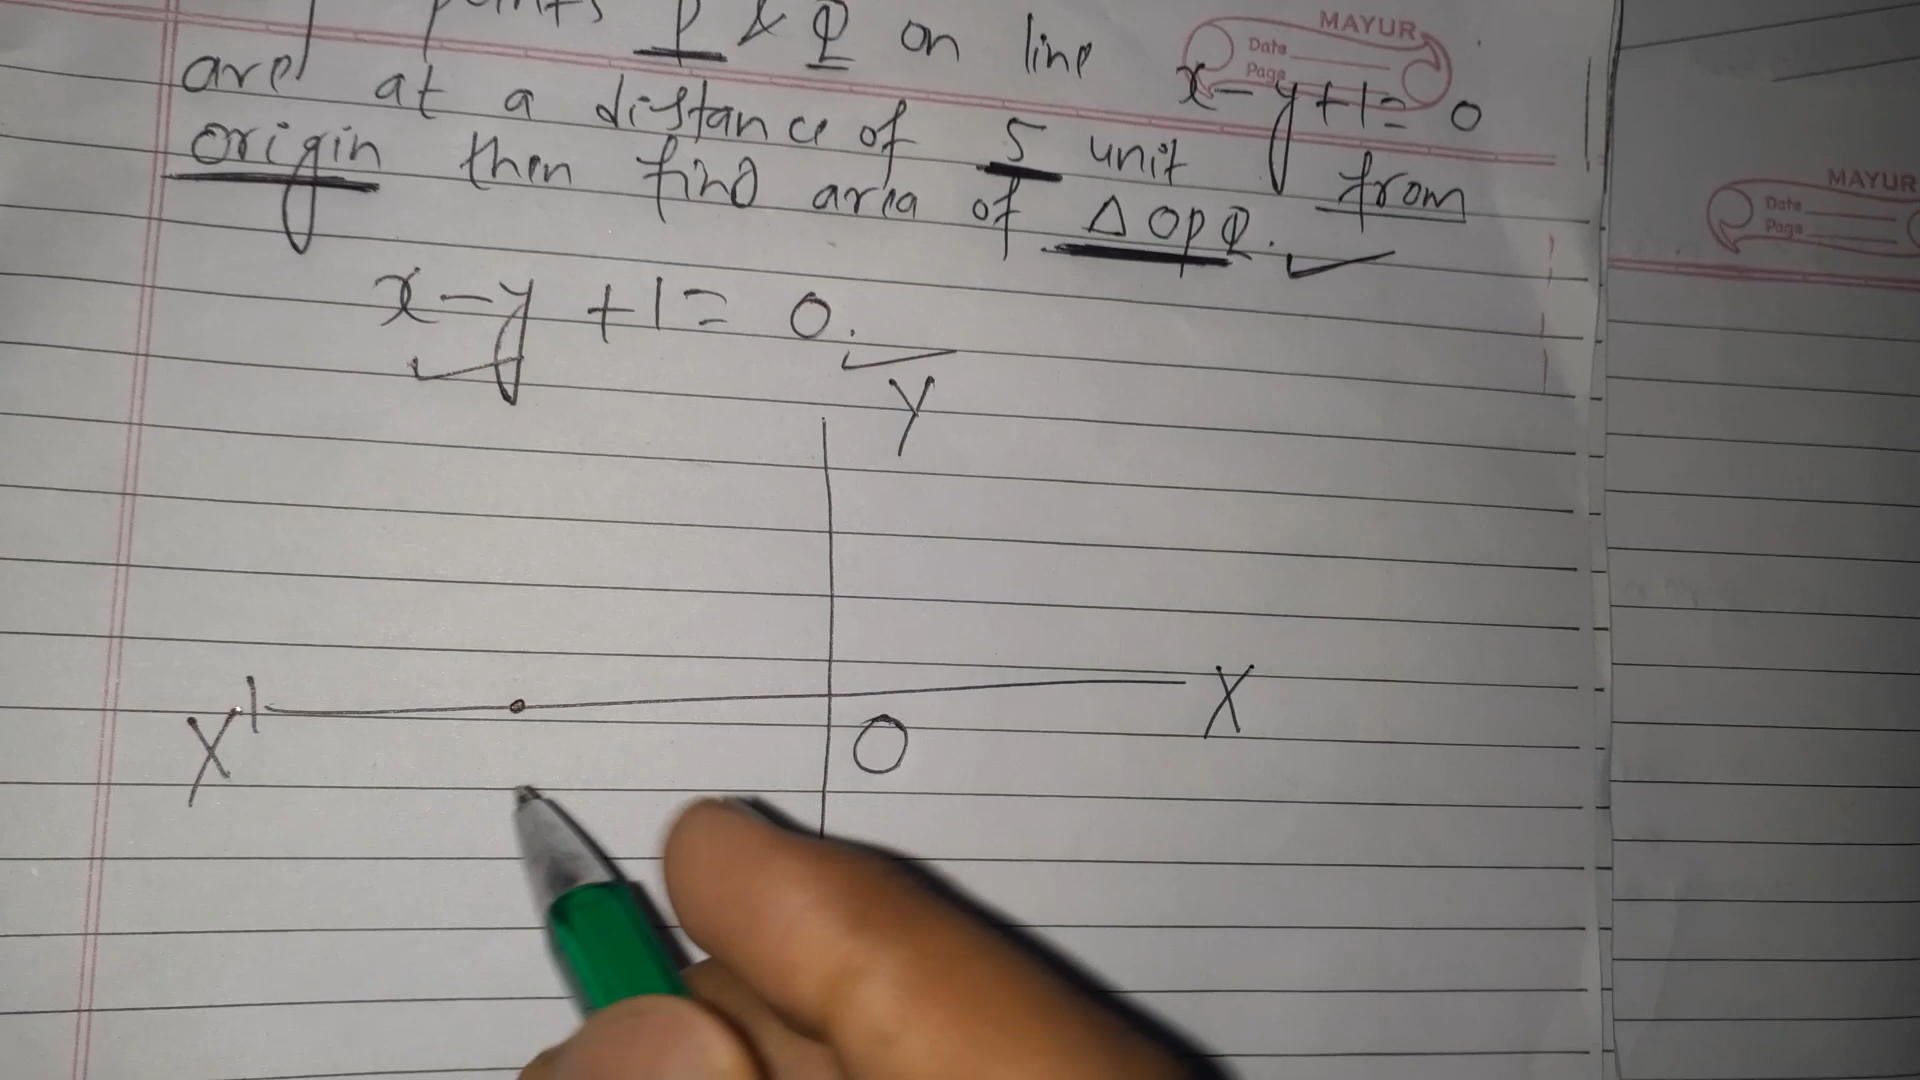 points P & Q on line x-y+1= 0
are at a distance of 5 unit from
origin then find area of Δ OPQ.
x-y+1= 0.
Y
X' O X
MAYUR
Date
Page
MAYUR
Date
Page